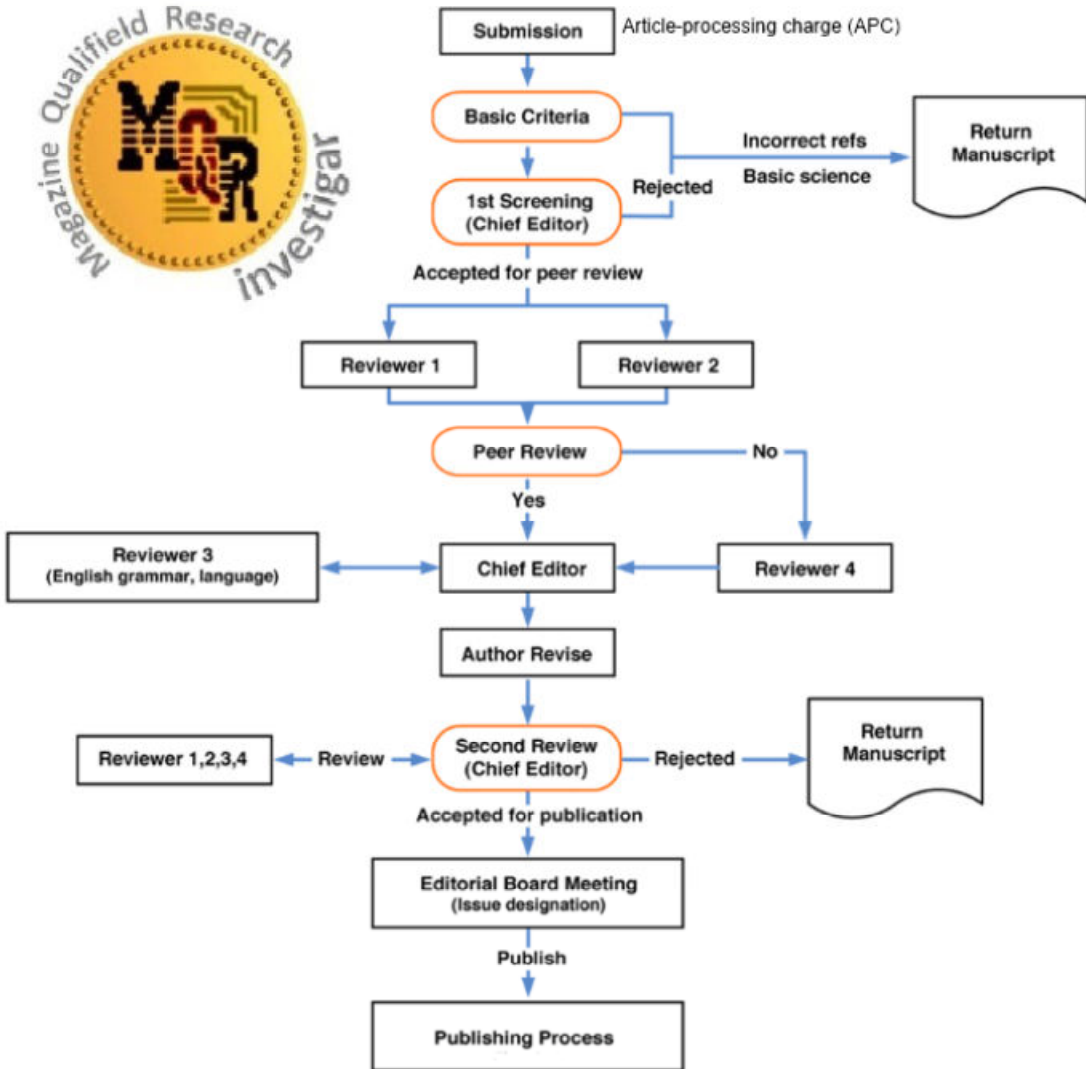 Magazine Qualifield Research
investigar
MQR
Submission
Article-processing charge (APC)
Basic Criteria
Incorrect refs
Basic science
Return
Manuscript
Rejected
1st Screening
(Chief Editor)
Accepted for peer review
Reviewer 1
Reviewer 2
Peer Review
No
Yes
Reviewer 3
(English grammar, language)
Chief Editor
Reviewer 4
Author Revise
Reviewer 1,2,3,4
Review
Second Review
(Chief Editor)
Rejected
Return
Manuscript
Accepted for publication
Editorial Board Meeting
(Issue designation)
Publish
Publishing Process